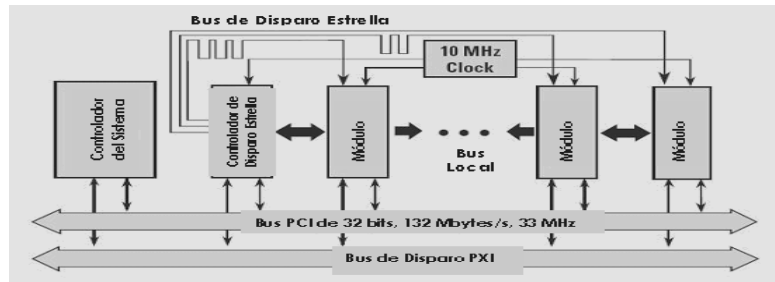 Bus de Disparo Estrella
10 MHz
Clock
Controlador
del Sistema
Controlador de
Disparo Estrella
Módulo
Bus
Local
Módulo
Módulo
Bus PCI de 32 bits, 132 Mbytes/s, 33 MHz
Bus de Disparo PXI